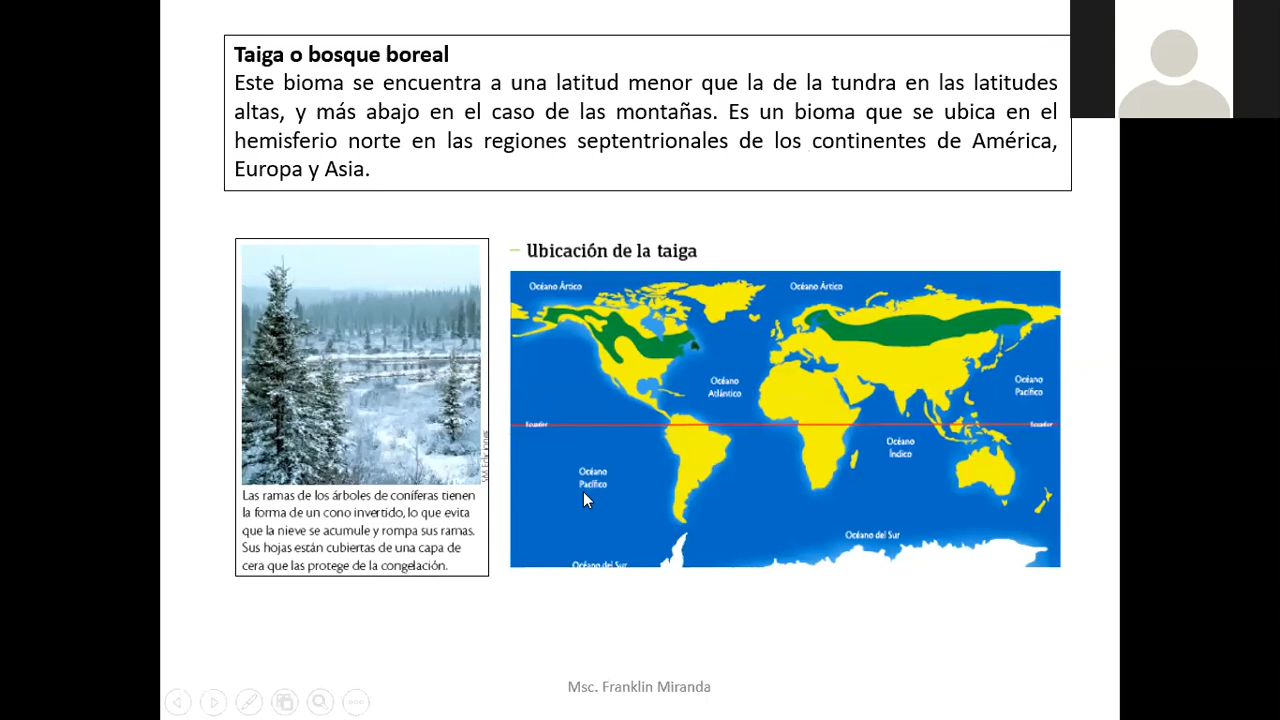 Taiga o bosque boreal
Este bioma se encuentra a una latitud menor que la de la tundra en las latitudes
altas, y más abajo en el caso de las montañas. Es un bioma que se ubica en el
hemisferio norte en las regiones septentrionales de los continentes de América,
Europa y Asia.
SM Ediciones
Las ramas de los árboles de coníferas tienen
la forma de un cono invertido, lo que evita
que la nieve se acumule y rompa sus ramas.
Sus hojas están cubiertas de una capa de
cera que las protege de la congelación.
Ubicación de la taiga
Océano Ártico
Océano Ártico
Océano
Atlántico
Océano
Pacífico
Ecuador
Ecuador
Océano
Índico
Océano
Pacífico
Océano del Sur
Océano del Sur
Msc. Franklin Miranda